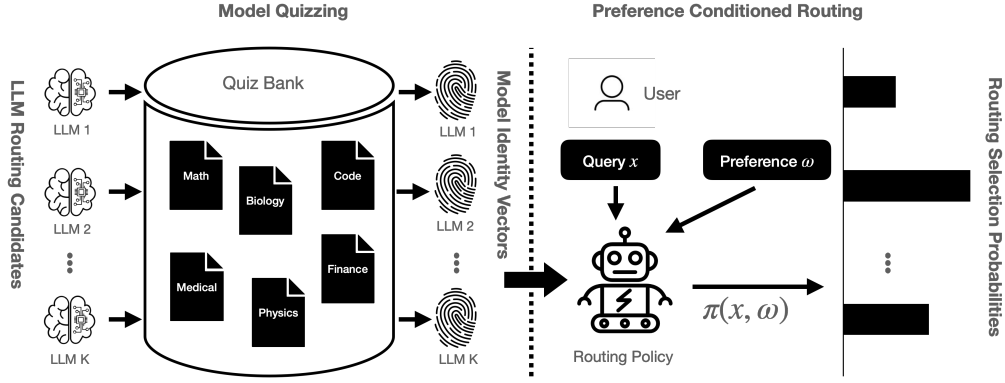 Model Quizzing
Preference Conditioned Routing
LLM Routing Candidates
LLM 1
LLM 2
LLM K
Quiz Bank
Math
Biology
Code
Medical
Physics
Finance
LLM 1
LLM 2
LLM K
Model Identity Vectors
User
Query x
Preference ω
Routing Policy
π(x, ω)
Routing Selection Probabilities